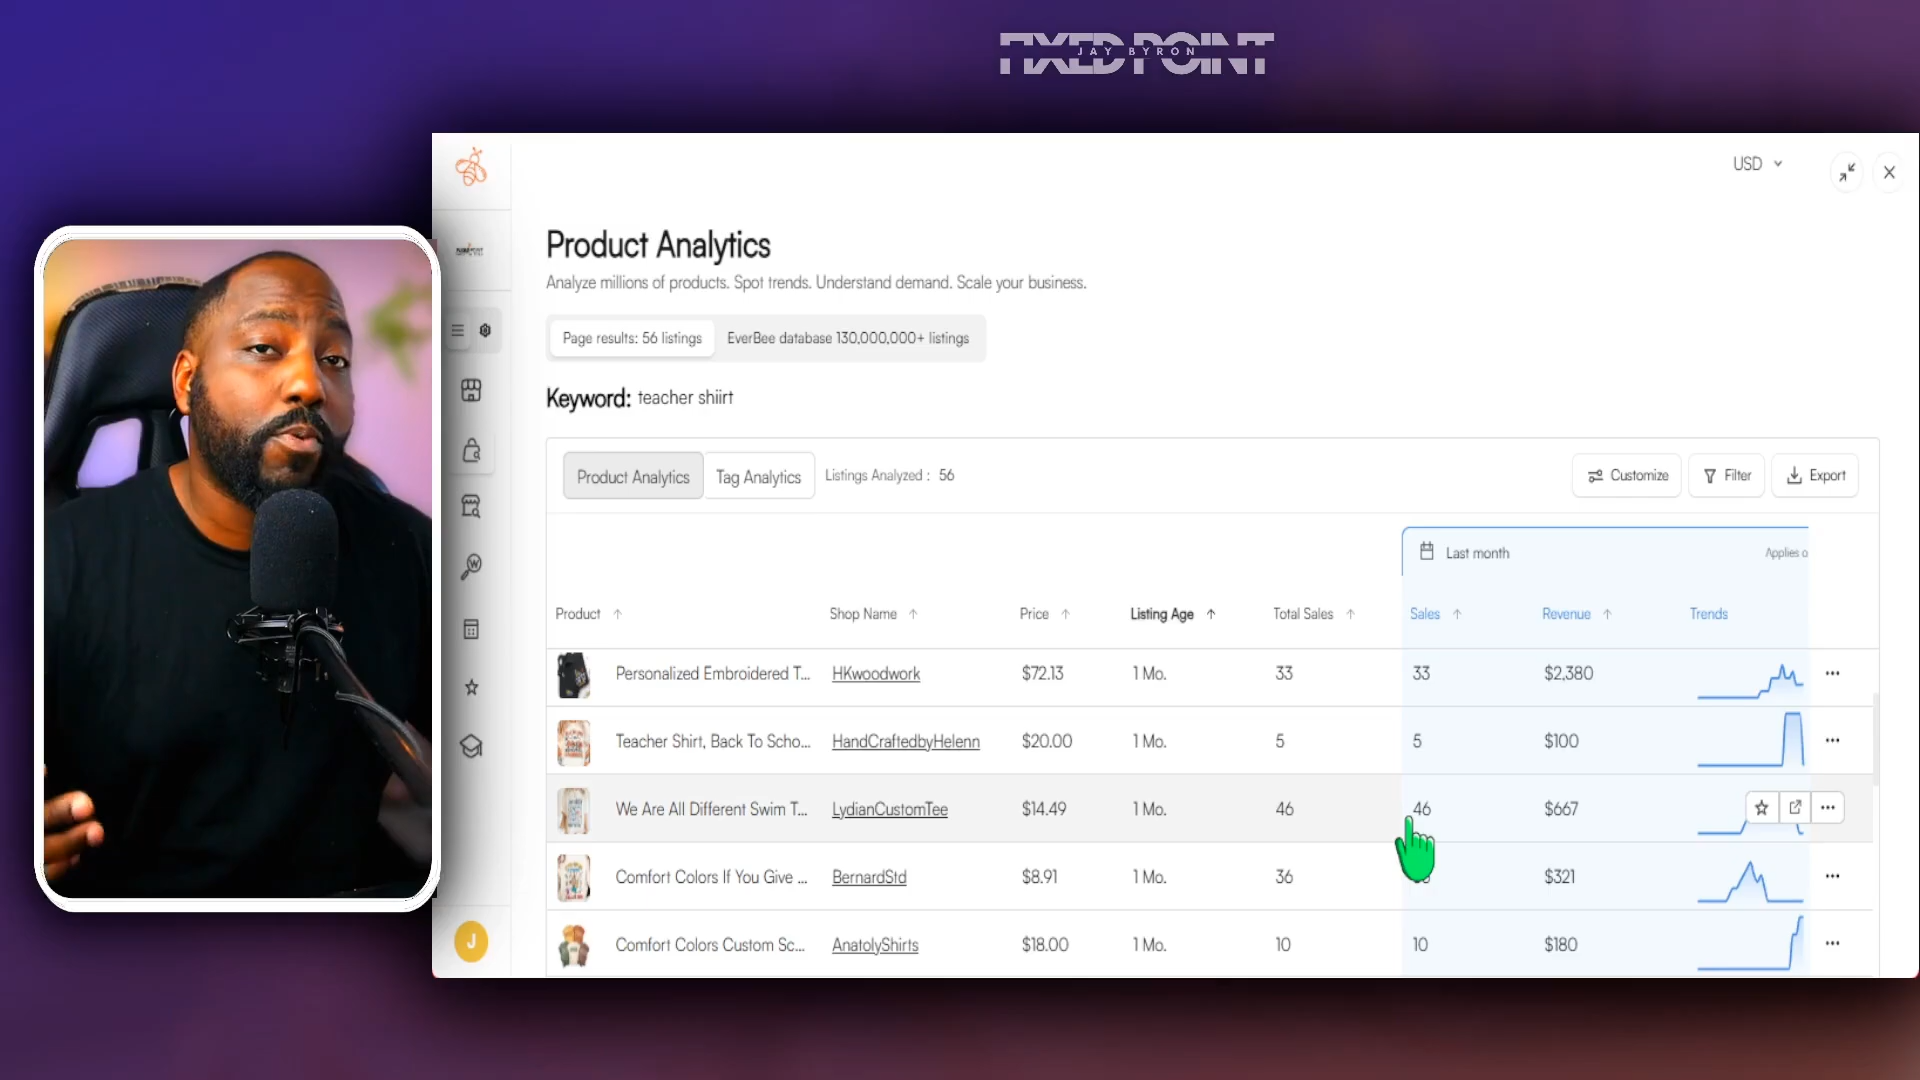 FIXED POINT
JAY BYRON
USD
Product Analytics
Analyze millions of products. Spot trends. Understand demand. Scale your business.
Page results: 56 listings
EverBee database 130,000,000+ listings
Keyword: teacher shiirt
Product Analytics
Tag Analytics
Listings Analyzed : 56
Customize
Filter
Export
Last month
Applies o
Product
Shop Name
Price
Listing Age
Total Sales
Sales
Revenue
Trends
Personalized Embroidered T... HKwoodwork $72.13 1 Mo. 33 33 $2,380
Teacher Shirt, Back To Scho... HandCraftedbyHelenn $20.00 1 Mo. 5 5 $100
We Are All Different Swim T... LydianCustomTee $14.49 1 Mo. 46 46 $667
Comfort Colors If You Give ... BernardStd $8.91 1 Mo. 36 $321
Comfort Colors Custom Sc... AnatolyShirts $18.00 1 Mo. 10 10 $180
J